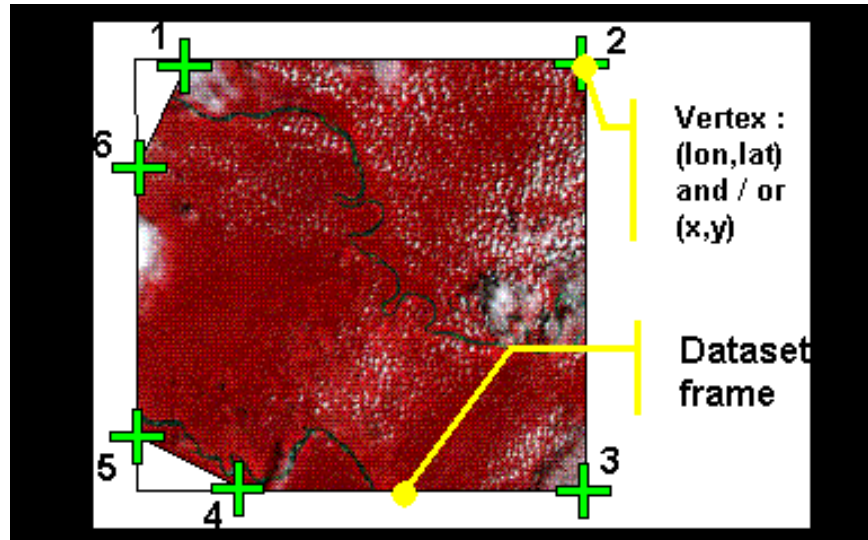 1
2
Vertex :
(lon,lat)
and / or
(x,y)
6
Dataset
frame
5
4
3